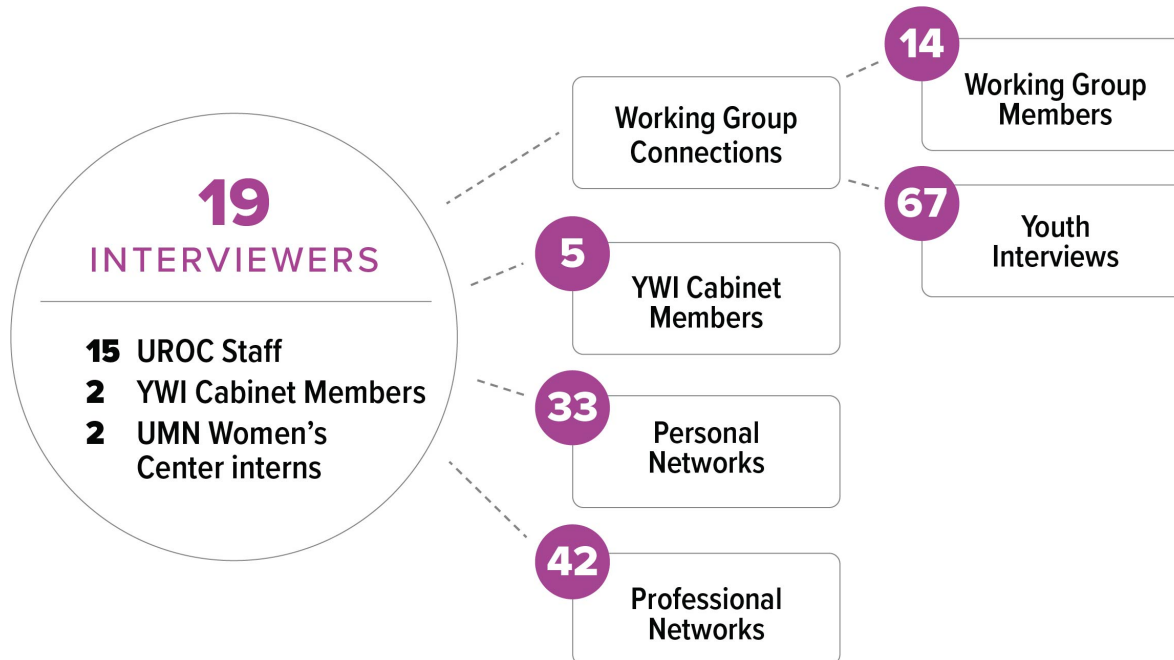 19
INTERVIEWERS
15 UROC Staff
2 YWI Cabinet Members
2 UMN Women's
Center interns
Working Group
Connections
14
Working Group
Members
67
Youth
Interviews
5
YWI Cabinet
Members
33
Personal
Networks
42
Professional
Networks